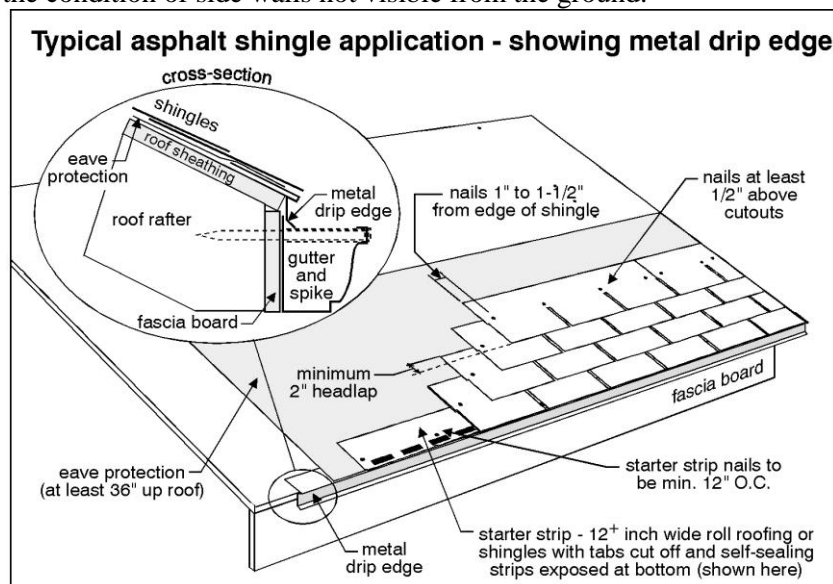 the condition of side walls not visible from the ground.
Typical asphalt shingle application - showing metal drip edge
cross-section
shingles
eave
protection
roof sheathing
metal
drip edge
roof rafter
gutter
and
spike
fascia board
nails 1" to 1-1/2"
from edge of shingle
nails at least
1/2" above
cutouts
minimum
2" headlap
fascia board
eave protection
(at least 36" up roof)
starter strip nails to
be min. 12" O.C.
metal
drip edge
starter strip - 12+ inch wide roll roofing or
shingles with tabs cut off and self-sealing
strips exposed at bottom (shown here)